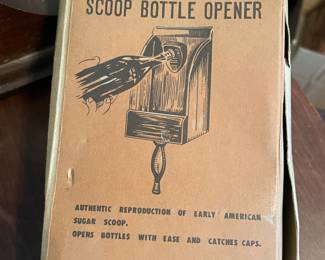 SCOOP BOTTLE OPENER
AUTHENTIC REPRODUCTION OF EARLY AMERICAN
SUGAR SCOOP.
OPENS BOTTLES WITH EASE AND CATCHES CAPS.